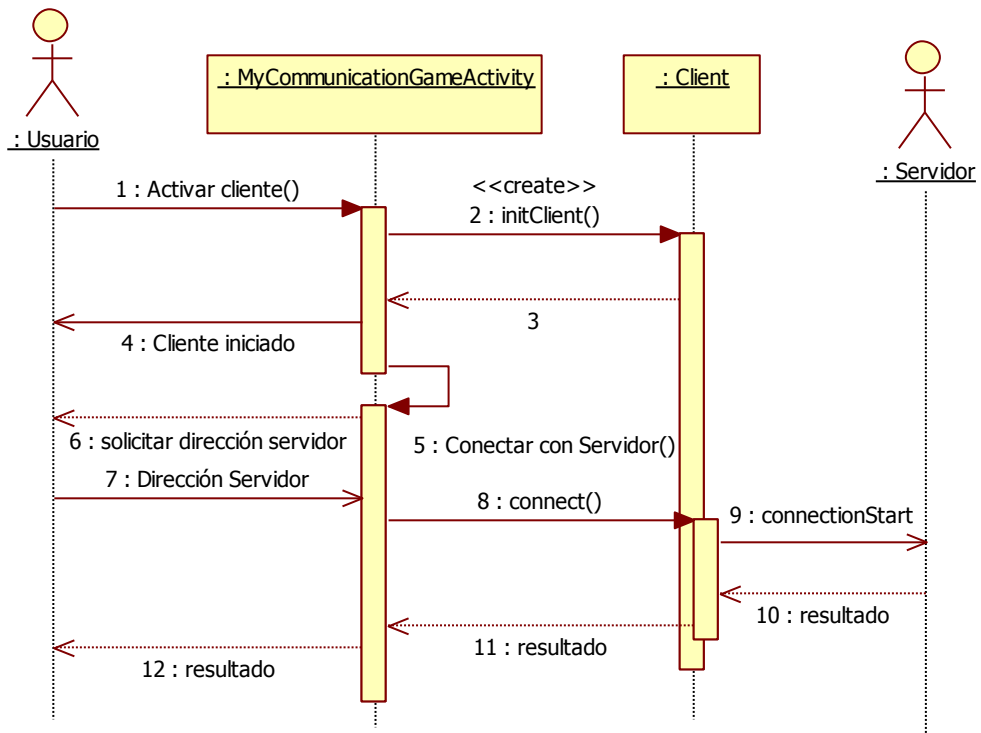 : Usuario
: MyCommunicationGameActivity
: Client
: Servidor
1 : Activar cliente()
<<create>>
2 : initClient()
3
4 : Cliente iniciado
5 : Conectar con Servidor()
6 : solicitar dirección servidor
7 : Dirección Servidor
8 : connect()
9 : connectionStart
10 : resultado
11 : resultado
12 : resultado